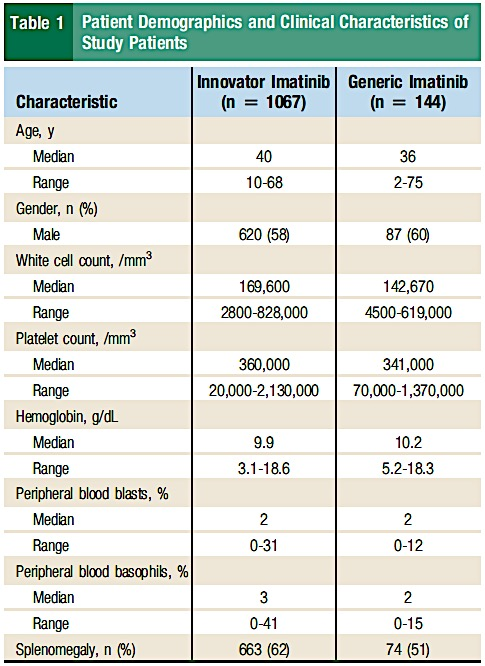 Table 1 Patient Demographics and Clinical Characteristics of
Study Patients
Characteristic Innovator Imatinib (n = 1067) Generic Imatinib (n = 144)
Age, y
Median 40 36
Range 10-68 2-75
Gender, n (%)
Male 620 (58) 87 (60)
White cell count, /mm³
Median 169,600 142,670
Range 2800-828,000 4500-619,000
Platelet count, /mm³
Median 360,000 341,000
Range 20,000-2,130,000 70,000-1,370,000
Hemoglobin, g/dL
Median 9.9 10.2
Range 3.1-18.6 5.2-18.3
Peripheral blood blasts, %
Median 2 2
Range 0-31 0-12
Peripheral blood basophils, %
Median 3 2
Range 0-41 0-15
Splenomegaly, n (%) 663 (62) 74 (51)